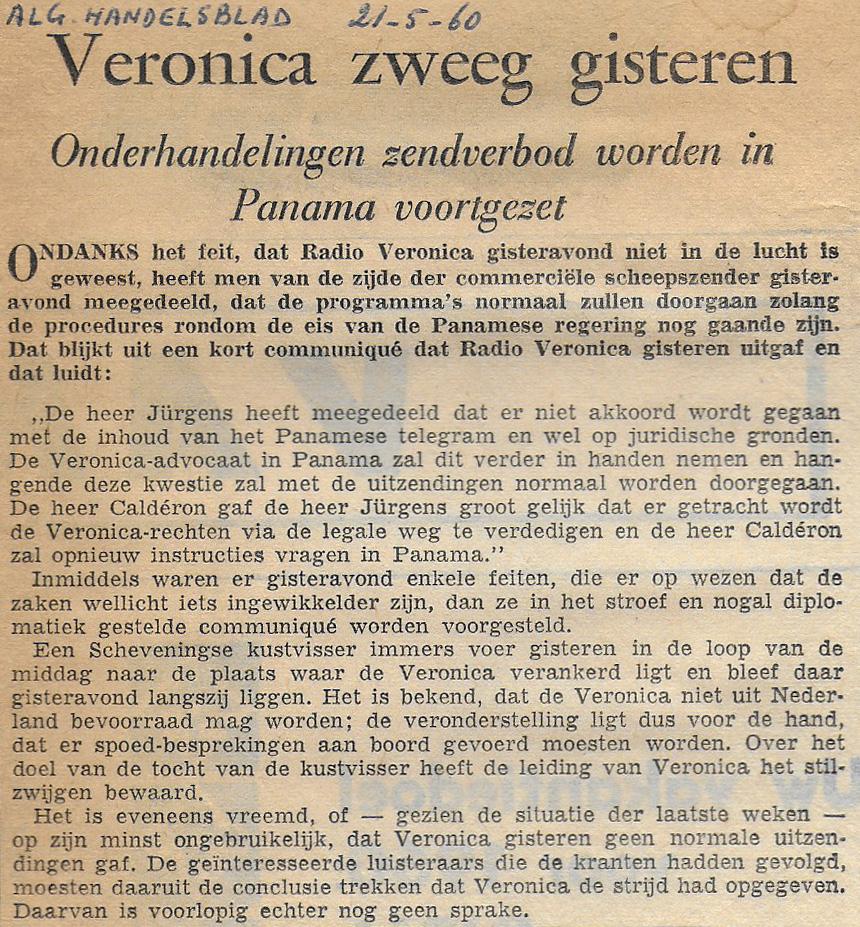 ALG. HANDELSBLAD 21-5-60
Veronica zweeg gisteren
Onderhandelingen zendverbod worden in
Panama voortgezet
ONDANKS het feit, dat Radio Veronica gisteravond niet in de lucht is
geweest, heeft men van de zijde der commerciële scheepszender gister-
avond meegedeeld, dat de programma's normaal zullen doorgaan zolang
de procedures rondom de eis van de Panamese regering nog gaande zijn.
Dat blijkt uit een kort communiqué dat Radio Veronica gisteren uitgaf en
dat luidt:
„De heer Jürgens heeft meegedeeld dat er niet akkoord wordt gegaan
met de inhoud van het Panamese telegram en wel op juridische gronden.
De Veronica-advocaat in Panama zal dit verder in handen nemen en han-
gende deze kwestie zal met de uitzendingen normaal worden doorgegaan.
De heer Caldéron gaf de heer Jürgens groot gelijk dat er getracht wordt
de Veronica-rechten via de legale weg te verdedigen en de heer Caldéron
zal opnieuw instructies vragen in Panama.”
Inmiddels waren er gisteravond enkele feiten, die er op wezen dat de
zaken wellicht iets ingewikkelder zijn, dan ze in het stroef en nogal diplo-
matiek gestelde communiqué worden voorgesteld.
Een Scheveningse kustvisser immers voer gisteren in de loop van de
middag naar de plaats waar de Veronica verankerd ligt en bleef daar
gisteravond langszij liggen. Het is bekend, dat de Veronica niet uit Neder-
land bevoorraad mag worden; de veronderstelling ligt dus voor de hand,
dat er spoed-besprekingen aan boord gevoerd moesten worden. Over het
doel van de tocht van de kustvisser heeft de leiding van Veronica het stil-
zwijgen bewaard.
Het is eveneens vreemd, of — gezien de situatie der laatste weken —
op zijn minst ongebruikelijk, dat Veronica gisteren geen normale uitzen-
dingen gaf. De geïnteresseerde luisteraars die de kranten hadden gevolgd,
moesten daaruit de conclusie trekken dat Veronica de strijd had opgegeven.
Daarvan is voorlopig echter nog geen sprake.